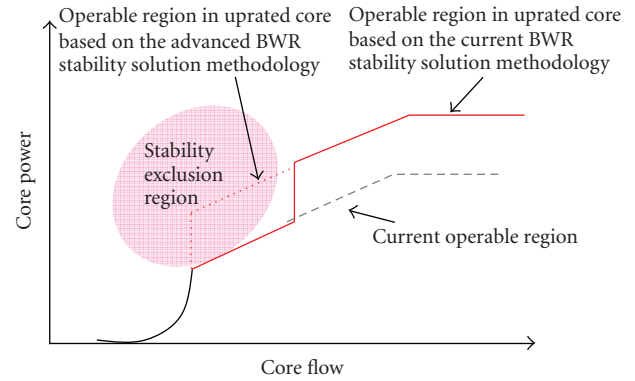 Operable region in uprated core
based on the advanced BWR
stability solution methodology
Operable region in uprated core
based on the current BWR
stability solution methodology
Stability
exclusion
region
Current operable region
Core power
Core flow